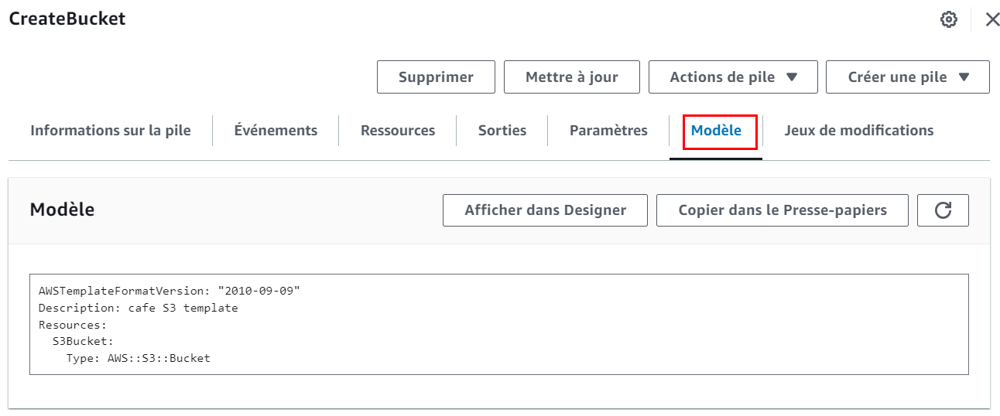 CreateBucket
Supprimer Mettre à jour Actions de pile Créer une pile
Informations sur la pile Événements Ressources Sorties Paramètres Modèle Jeux de modifications
Modèle Afficher dans Designer Copier dans le Presse-papiers
AWSTemplateFormatVersion: "2010-09-09"
Description: cafe S3 template
Resources:
  S3Bucket:
    Type: AWS::S3::Bucket